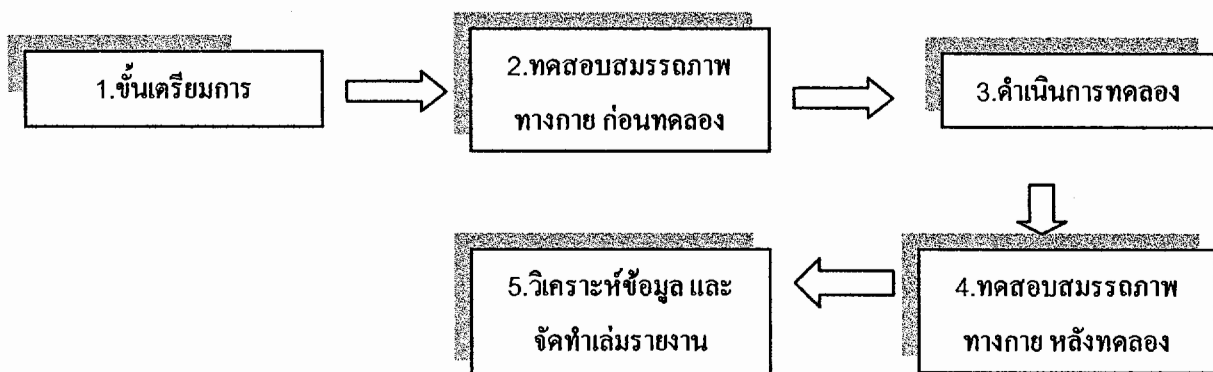 1.ขั้นเตรียมการ
2.ทดสอบสมรรถภาพ
ทางกาย ก่อนทดลอง
3.ดำเนินการทดลอง
4.ทดสอบสมรรถภาพ
ทางกาย หลังทดลอง
5.วิเคราะห์ข้อมูล และ
จัดทำเล่มรายงาน